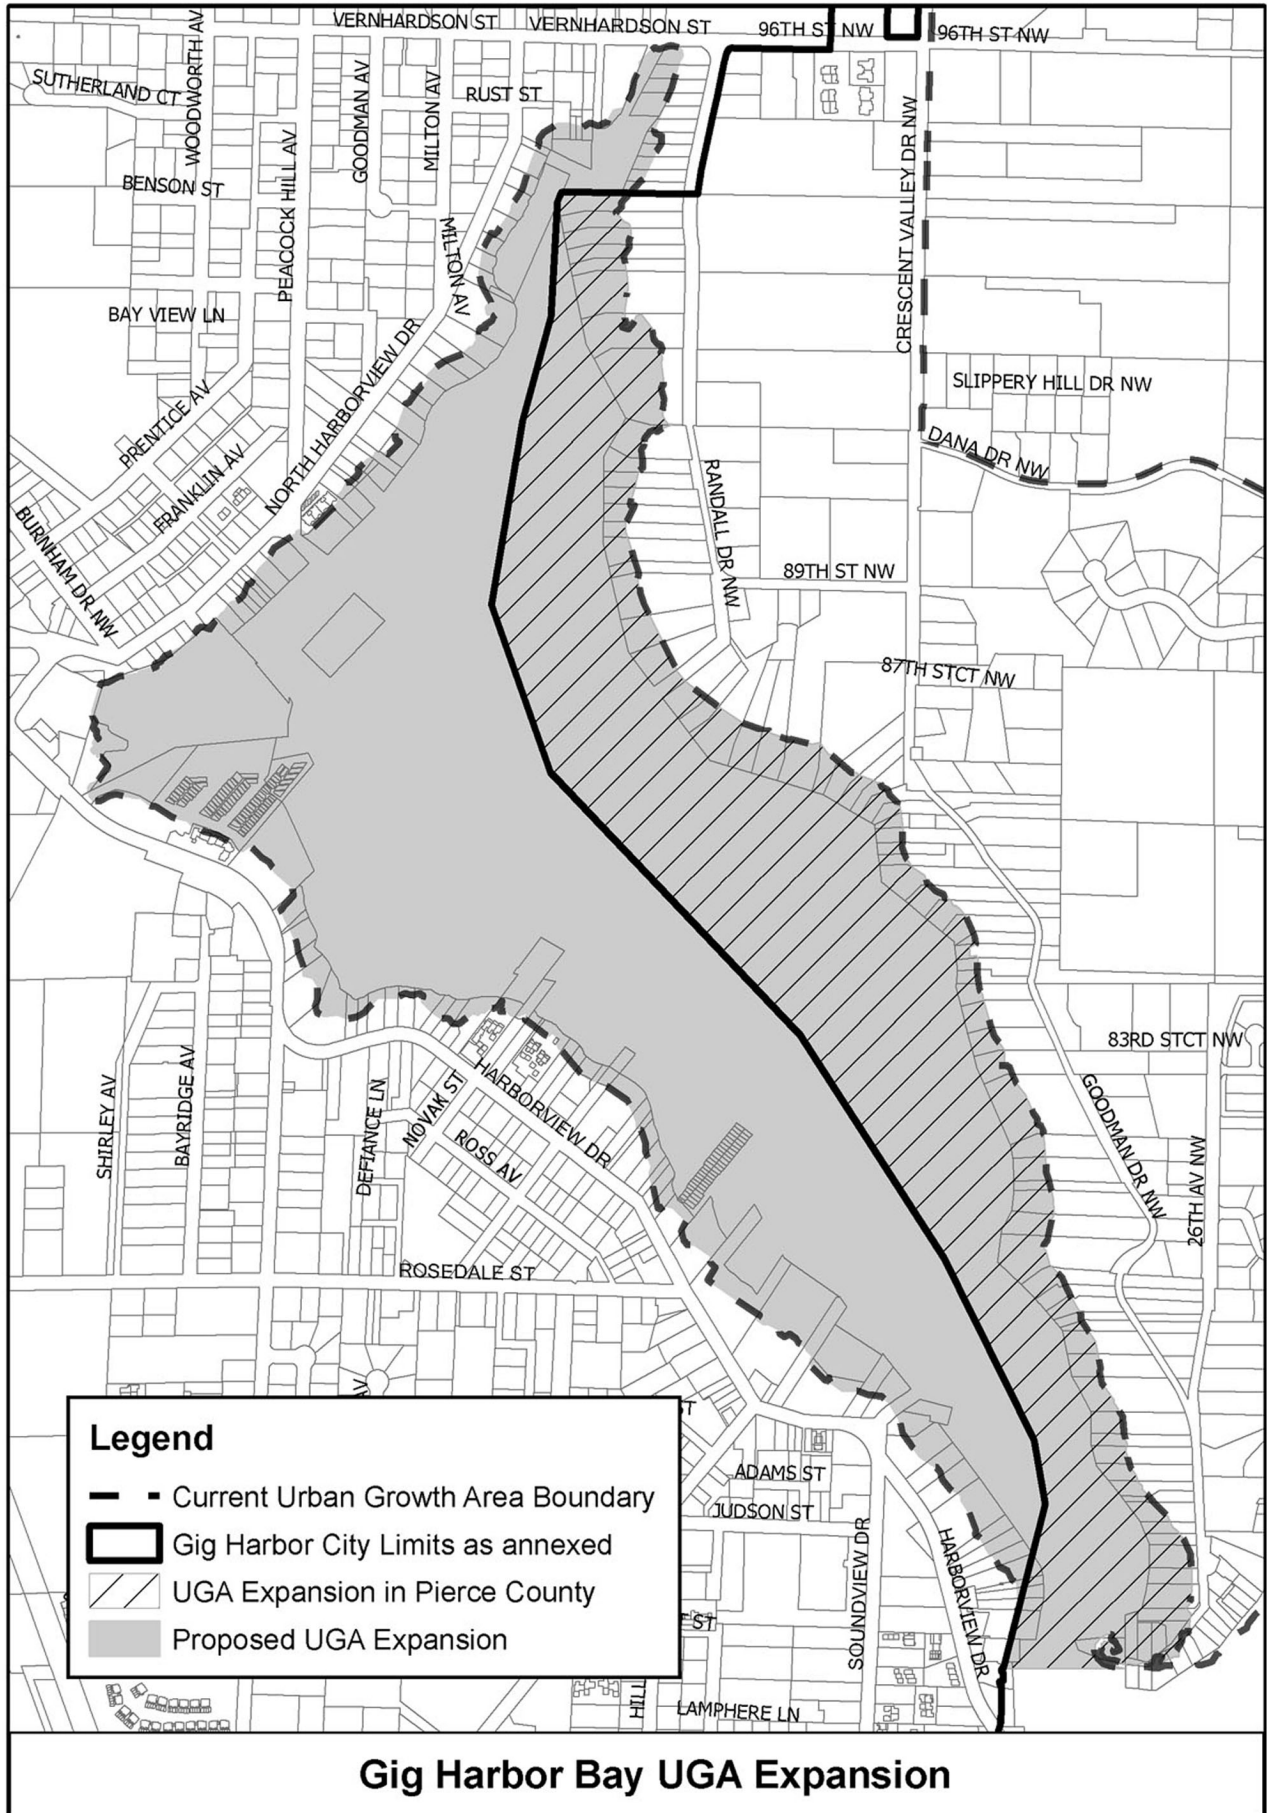 VERNHARDSON ST
VERNHARDSON ST
96TH ST NW
96TH ST NW
SUTHERLAND CT
WOODWORTH AV
GOODMAN AV
MILTON AV
RUST ST
PEACOCK HILL AV
BENSON ST
CRESCENT VALLEY DR NW
MILTON AV
BAY VIEW LN
NORTH HARBORVIEW DR
SLIPPERY HILL DR NW
PRENTICE AV
DANA DR NW
FRANKLIN AV
RANDALL DR NW
BURNHAM DR NW
89TH ST NW
87TH STCT NW
83RD STCT NW
SHIRLEY AV
BAYRIDGE AV
DEFIANCE LN
NOVAK ST
HARBORVIEW DR
ROSS AV
GOODMAN DR NW
26TH AV NW
ROSEDALE ST
AV
ST
ADAMS ST
JUDSON ST
SOUNDVIEW DR
HARBORVIEW DR
ST
HILL
LAMPHERE LN
Legend
Current Urban Growth Area Boundary
Gig Harbor City Limits as annexed
UGA Expansion in Pierce County
Proposed UGA Expansion
Gig Harbor Bay UGA Expansion